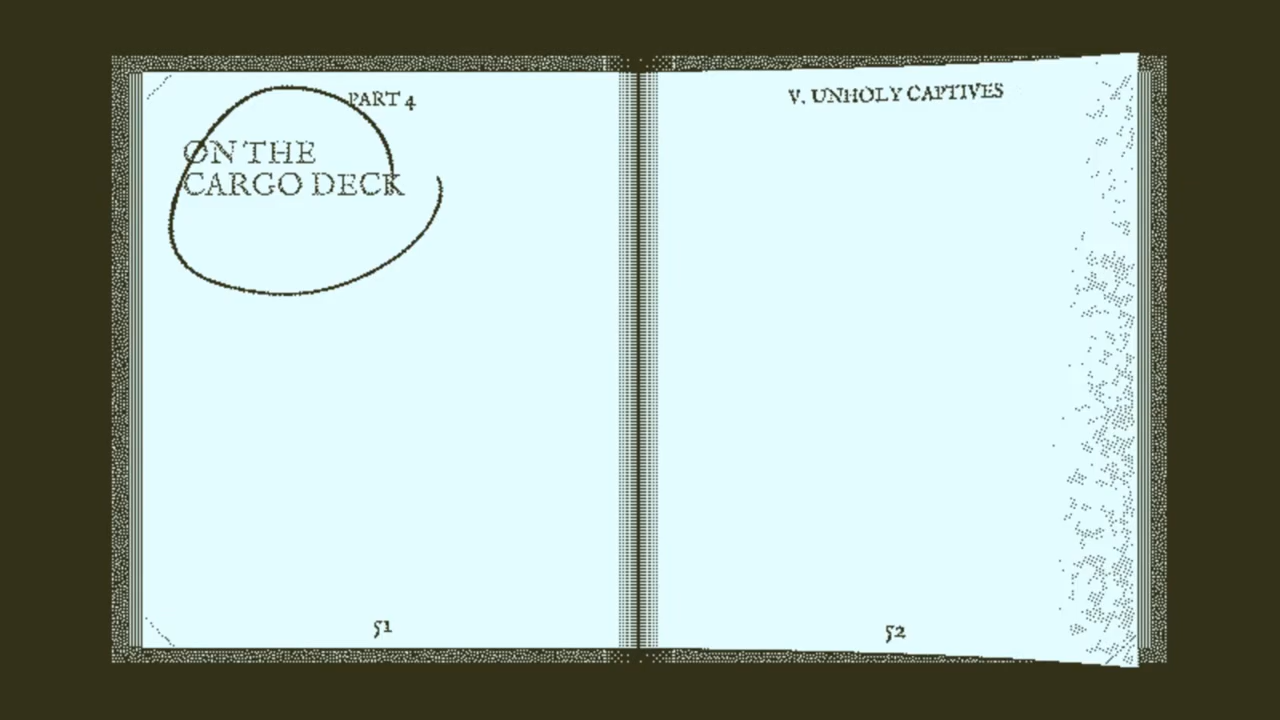 PART 4
ON THE
CARGO DECK
51
V. UNHOLY CAPTIVES
52